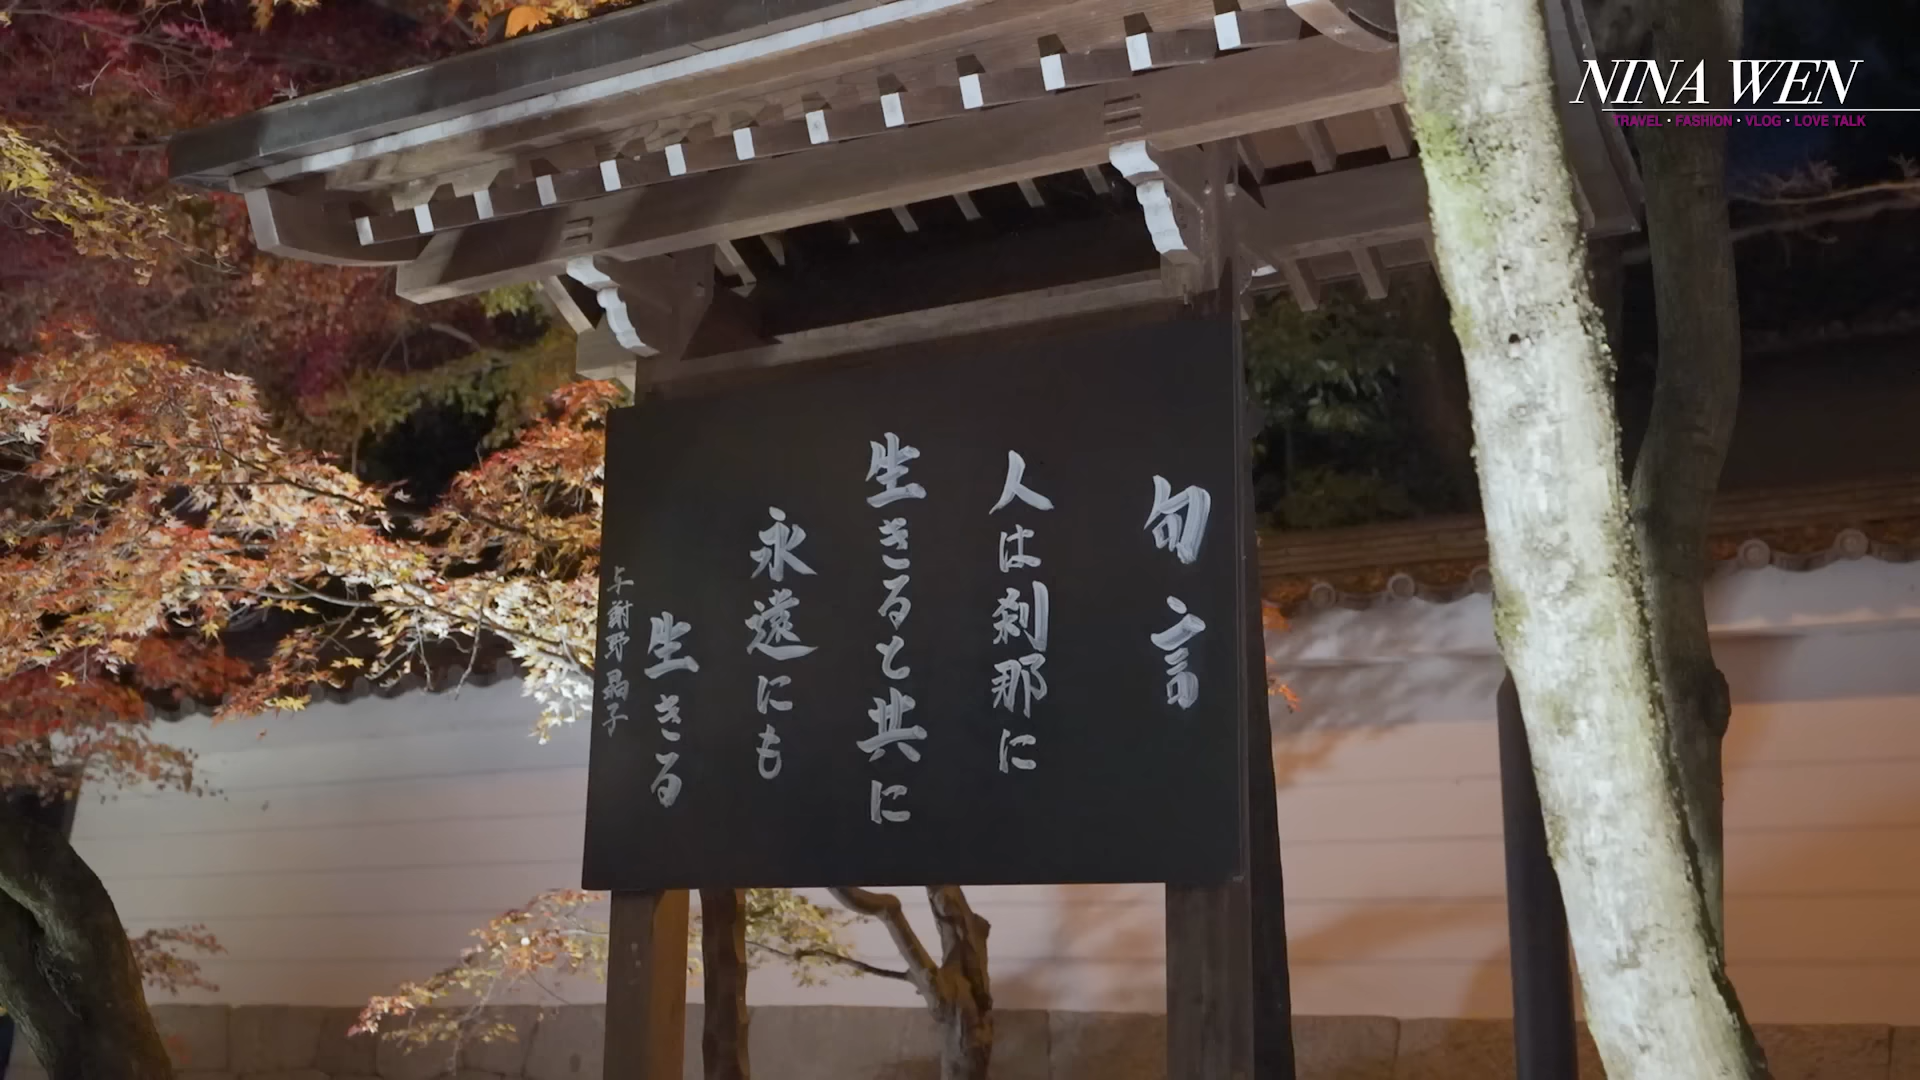 NINA WEN
TRAVEL・FASHION・VLOG・LOVE TALK
句言
人は刹那に
生きると共に
永遠にも
生きる
与謝野晶子